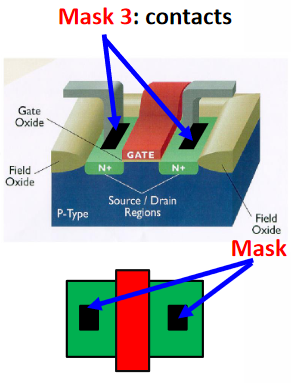 Mask 3: contacts
Gate
Oxide
GATE
Field
Oxide
N+
N+
Source / Drain
Regions
P-Type
Field
Oxide
Mask